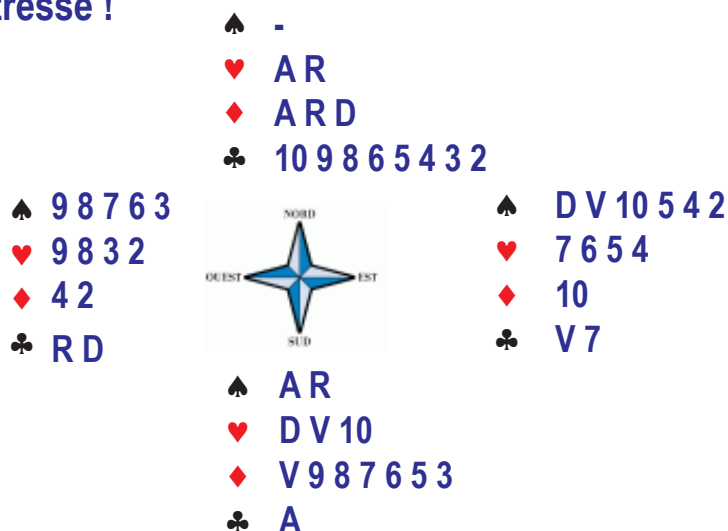 tresse !
♠ -
♥ A R
♦ A R D
♣ 10 9 8 6 5 4 3 2
♠ 9 8 7 6 3
♥ 9 8 3 2
♦ 4 2
♣ R D
NORD
OUEST
EST
SUD
♠ D V 10 5 4 2
♥ 7 6 5 4
♦ 10
♣ V 7
♠ A R
♥ D V 10
♦ V 9 8 7 6 5 3
♣ A